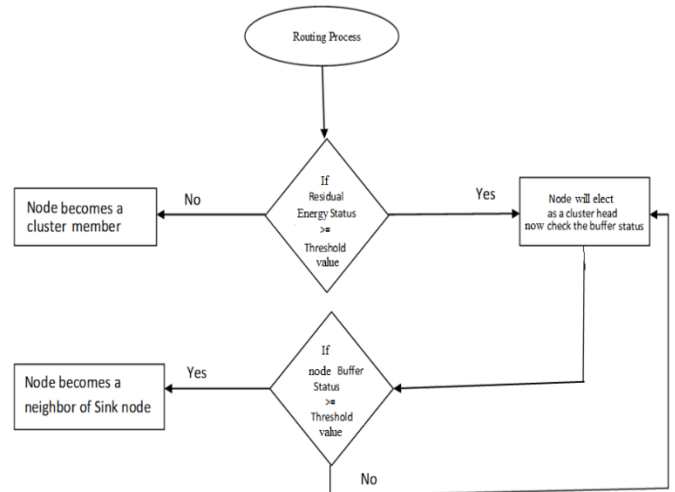 Routing Process
If
Residual
Energy Status
>=
Threshold
value
No
Yes
Node becomes a
cluster member
Node will elect
as a cluster head
now check the buffer status
If
node Buffer
Status
>=
Threshold
value
Yes
Node becomes a
neighbor of Sink node
No